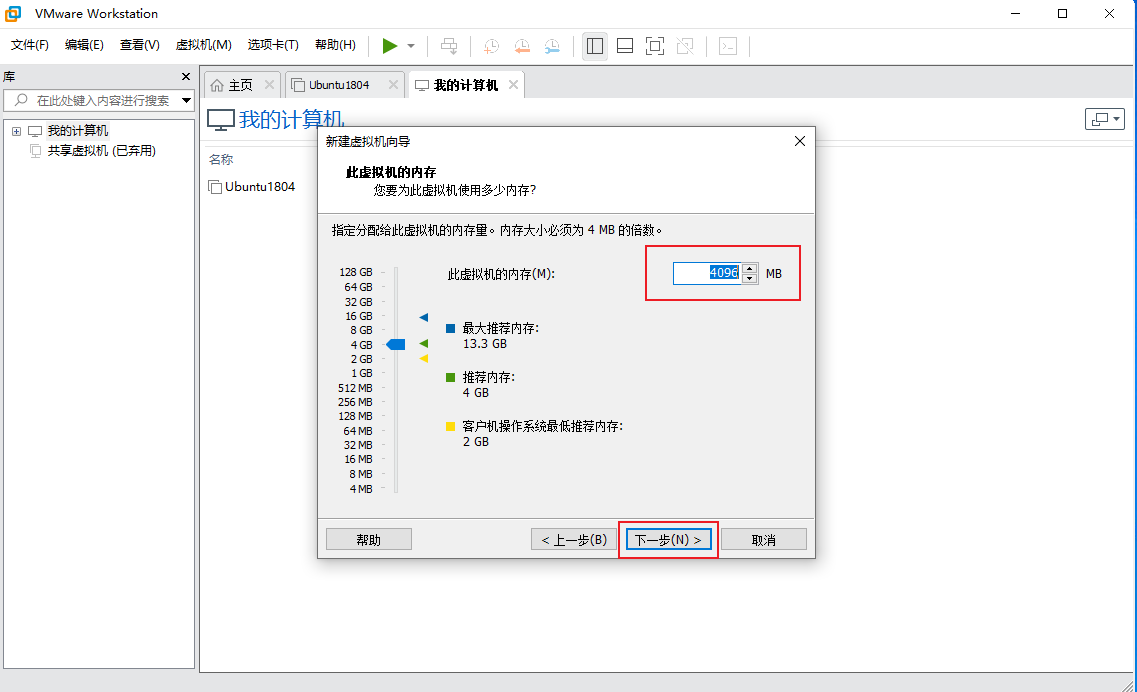 VMware Workstation
文件(F) 编辑(E) 查看(V) 虚拟机(M) 选项卡(T) 帮助(H)
库
在此处键入内容进行搜索
我的计算机
共享虚拟机 (已弃用)
主页 Ubuntu1804 我的计算机
我的计算机
名称
Ubuntu1804
新建虚拟机向导
此虚拟机的内存
您要为此虚拟机使用多少内存?
指定分配给此虚拟机的内存量。内存大小必须为 4 MB 的倍数。
此虚拟机的内存(M): 4096 MB
128 GB
64 GB
32 GB
16 GB
8 GB
4 GB
2 GB
1 GB
512 MB
256 MB
128 MB
64 MB
32 MB
16 MB
8 MB
4 MB
最大推荐内存:
13.3 GB
推荐内存:
4 GB
客户机操作系统最低推荐内存:
2 GB
帮助 < 上一步(B) 下一步(N) > 取消